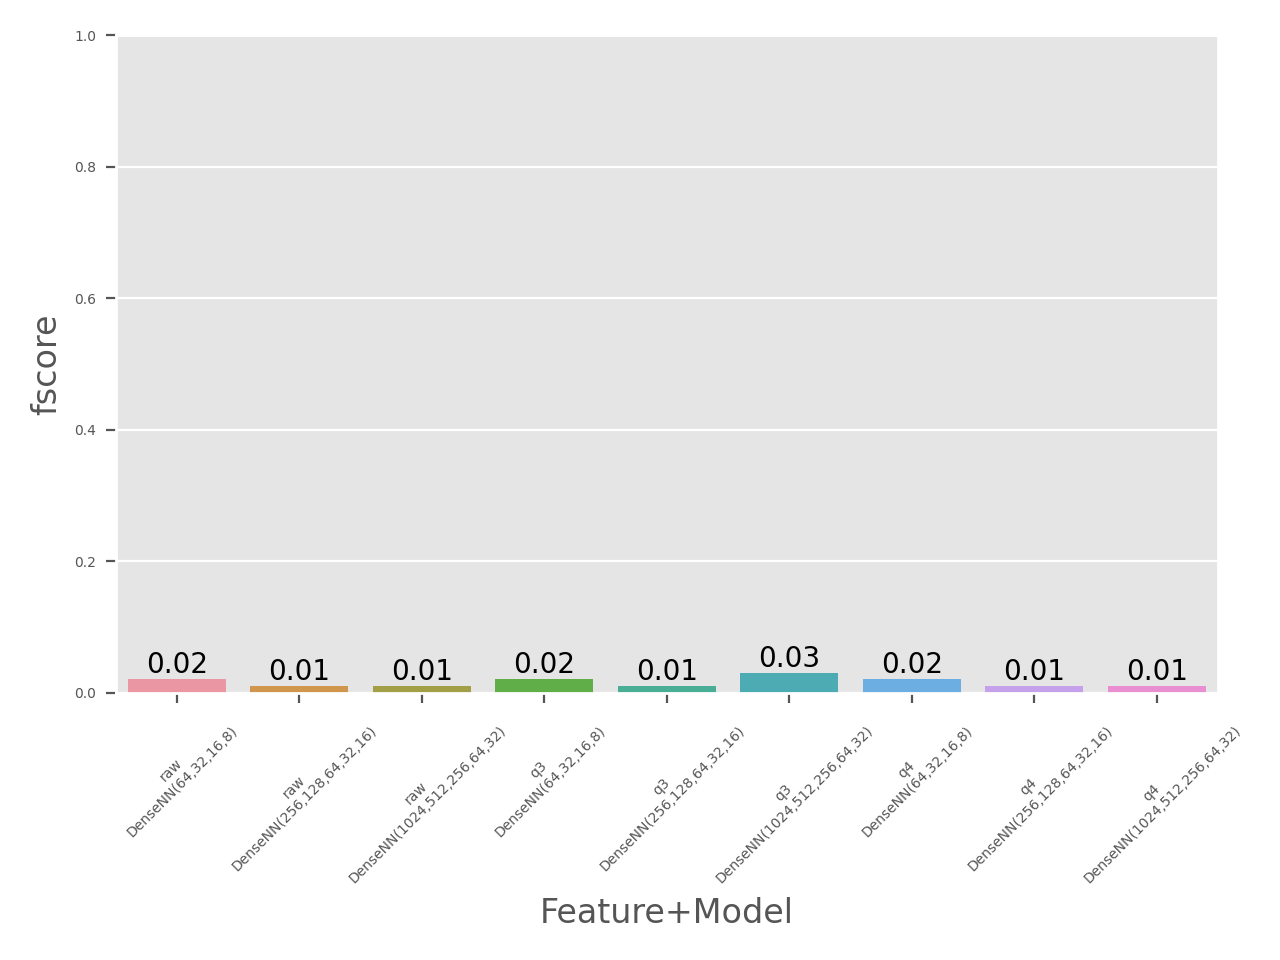 1.0
0.8
0.6
0.4
0.2
0.0
fscore
0.02
0.01
0.01
0.02
0.01
0.03
0.02
0.01
0.01
raw
DenseNN(64,32,16,8)
raw
DenseNN(256,128,64,32,16)
raw
DenseNN(1024,512,256,64,32)
q3
DenseNN(64,32,16,8)
q3
DenseNN(256,128,64,32,16)
q3
DenseNN(1024,512,256,64,32)
q4
DenseNN(64,32,16,8)
q4
DenseNN(256,128,64,32,16)
q4
DenseNN(1024,512,256,64,32)
Feature+Model